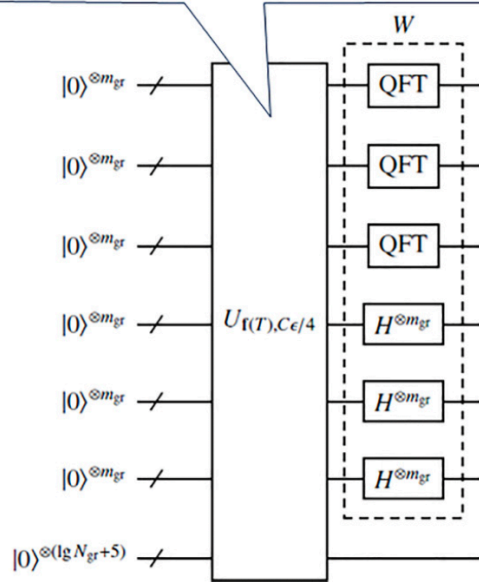 W
|0⟩^{⊗m_gr} QFT
|0⟩^{⊗m_gr} QFT
|0⟩^{⊗m_gr} QFT
|0⟩^{⊗m_gr} U_{f(T),Cϵ/4} H^{⊗m_gr}
|0⟩^{⊗m_gr} H^{⊗m_gr}
|0⟩^{⊗m_gr} H^{⊗m_gr}
|0⟩^{⊗(lg N_gr+5)}